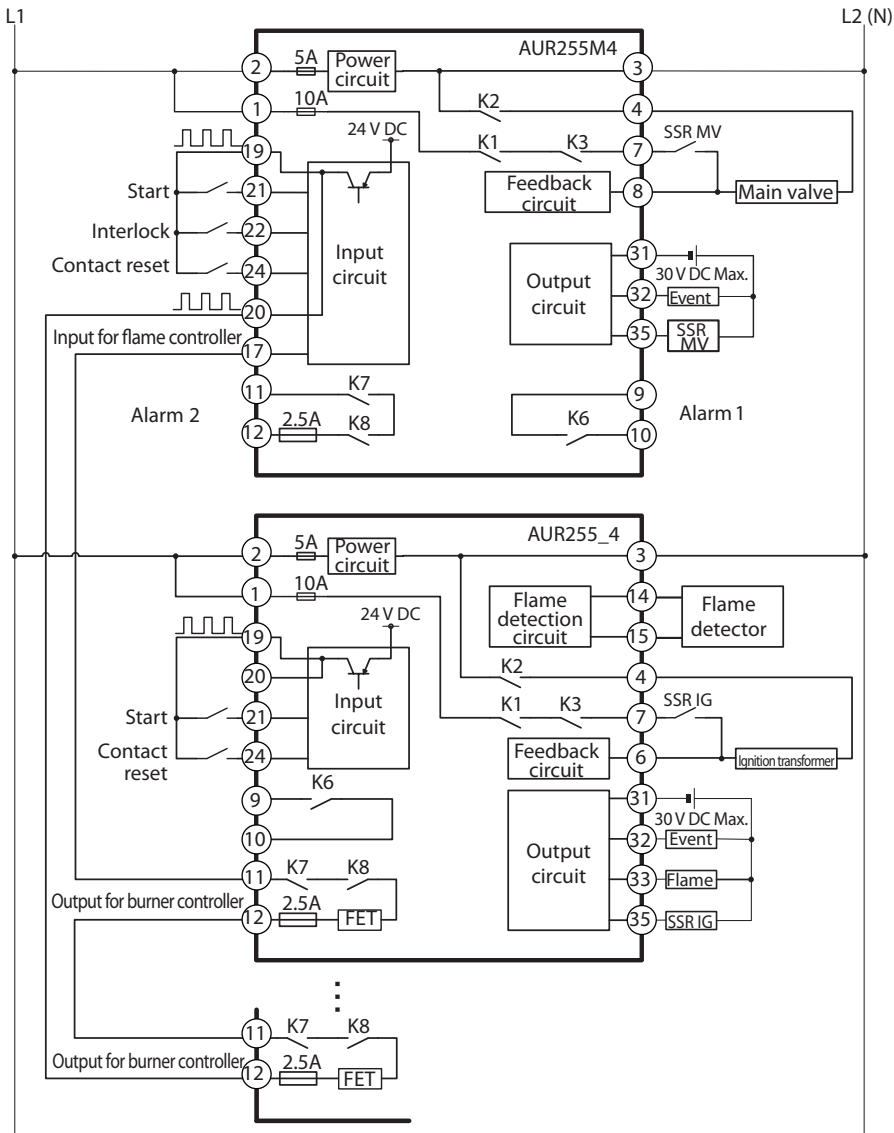 L1
L2 (N)
AUR255M4
2
5A
Power
circuit
3
1
10A
K2
4
24 V DC
K1
K3
7
SSR MV
19
Start
21
Feedback
circuit
8
Main valve
Interlock
22
Contact reset
24
Input
circuit
Output
circuit
31
30 V DC Max.
32
Event
20
Input for flame controller
35
SSR
MV
17
11
K7
9
Alarm 2
Alarm 1
12
2.5A
K8
K6
10
AUR255_4
2
5A
Power
circuit
3
1
10A
14
Flame
detection
circuit
Flame
detector
24 V DC
19
15
20
Input
circuit
K2
4
Start
21
K1
K3
7
SSR IG
Contact
reset
24
Feedback
circuit
6
Ignition transformer
9
K6
31
30 V DC Max.
10
32
Event
Output
circuit
11
K7
K8
33
Flame
Output for burner controller
12
2.5A
FET
35
SSR IG
11
K7
K8
Output for burner controller
12
2.5A
FET